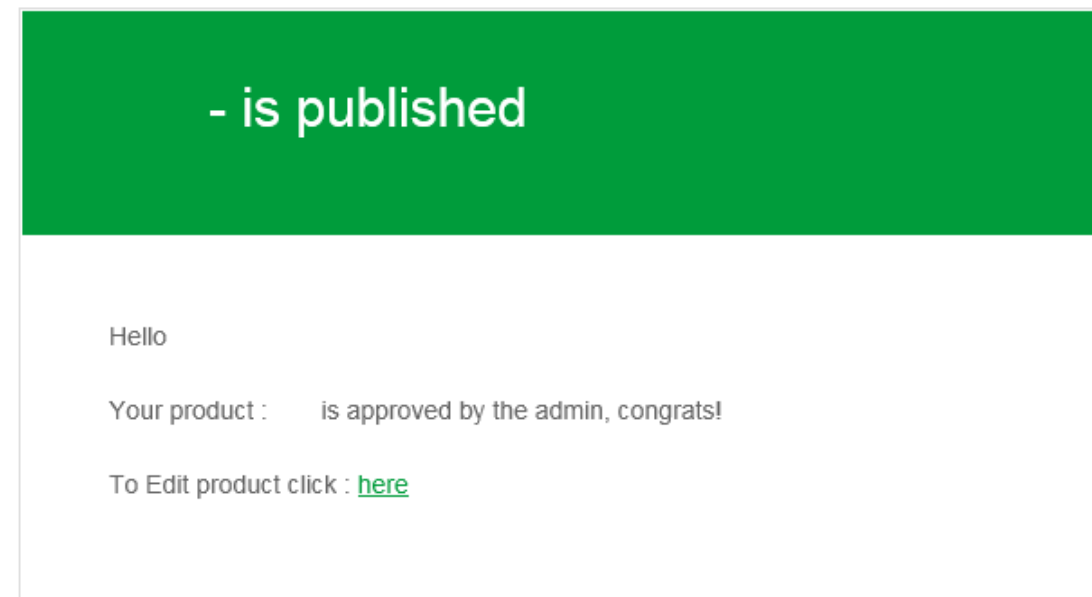 - is published
Hello
Your product : is approved by the admin, congrats!
To Edit product click : here